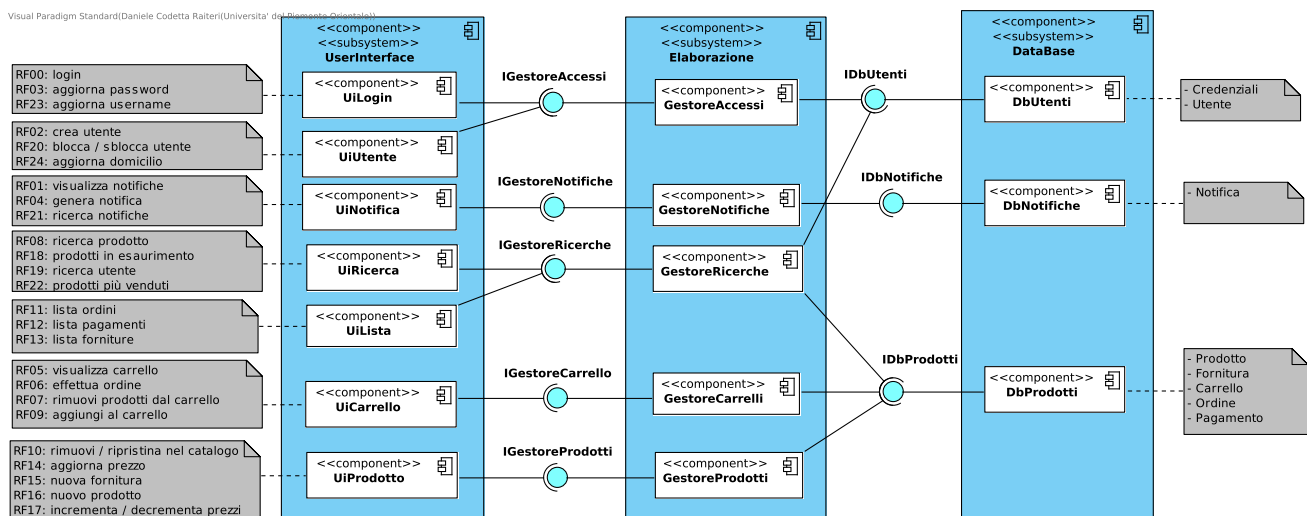 Visual Paradigm Standard(Daniele Codetta Raiteri(Universita' del Piemonte Orientale))
<<component>>
<<subsystem>>
UserInterface
<<component>>
<<subsystem>>
Elaborazione
<<component>>
<<subsystem>>
DataBase
RF00: login
RF03: aggiorna password
RF23: aggiorna username
<<component>>
UiLogin
IGestoreAccessi
<<component>>
GestoreAccessi
IDbUtenti
<<component>>
DbUtenti
- Credenziali
- Utente
RF02: crea utente
RF20: blocca / sblocca utente
RF24: aggiorna domicilio
<<component>>
UiUtente
RF01: visualizza notifiche
RF04: genera notifica
RF21: ricerca notifiche
<<component>>
UiNotifica
IGestoreNotifiche
<<component>>
GestoreNotifiche
IDbNotifiche
<<component>>
DbNotifiche
- Notifica
RF08: ricerca prodotto
RF18: prodotti in esaurimento
RF19: ricerca utente
RF22: prodotti più venduti
<<component>>
UiRicerca
IGestoreRicerche
<<component>>
GestoreRicerche
RF11: lista ordini
RF12: lista pagamenti
RF13: lista forniture
<<component>>
UiLista
RF05: visualizza carrello
RF06: effettua ordine
RF07: rimuovi prodotti dal carrello
RF09: aggiungi al carrello
<<component>>
UiCarrello
IGestoreCarrello
<<component>>
GestoreCarrelli
IDbProdotti
<<component>>
DbProdotti
- Prodotto
- Fornitura
- Carrello
- Ordine
- Pagamento
RF10: rimuovi / ripristina nel catalogo
RF14: aggiorna prezzo
RF15: nuova fornitura
RF16: nuovo prodotto
RF17: incrementa / decrementa prezzi
<<component>>
UiProdotto
IGestoreProdotti
<<component>>
GestoreProdotti